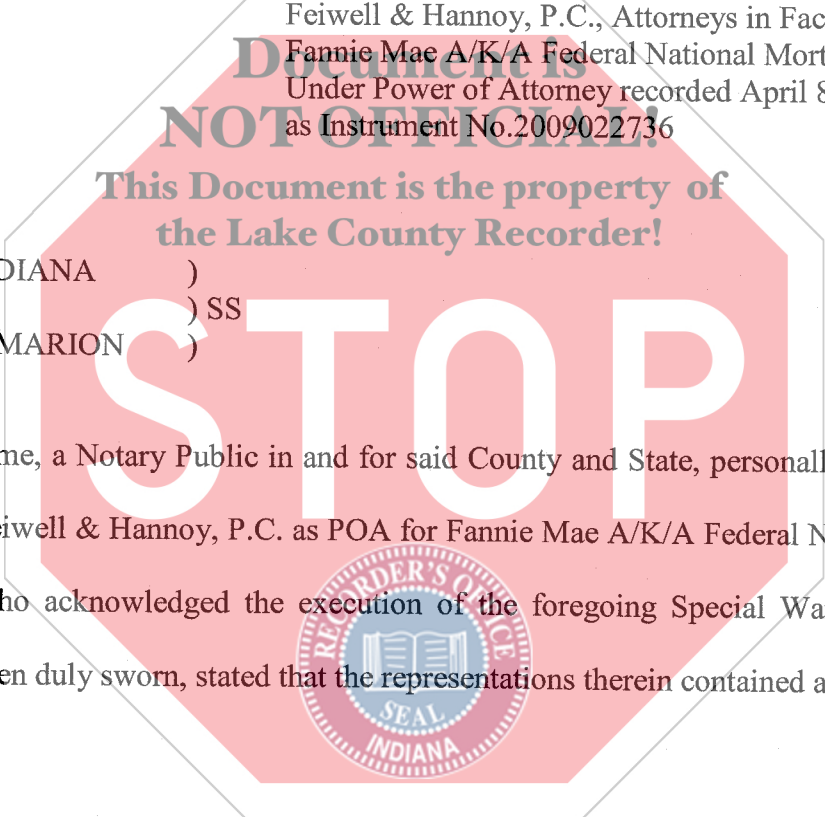 Feiwell & Hannoy, P.C., Attorneys in Fac
Fannie Mae A/K/A Federal National Mort
Under Power of Attorney recorded April 8
as Instrument No.2009022736
Document is
NOT OFFICIAL!
This Document is the property of
the Lake County Recorder!
DIANA )
) SS
MARION )
STOP
me, a Notary Public in and for said County and State, personall
eiwell & Hannoy, P.C. as POA for Fannie Mae A/K/A Federal N
ho acknowledged the execution of the foregoing Special Wa
en duly sworn, stated that the representations therein contained a
RECORDER'S OFFICE
SEAL
INDIANA